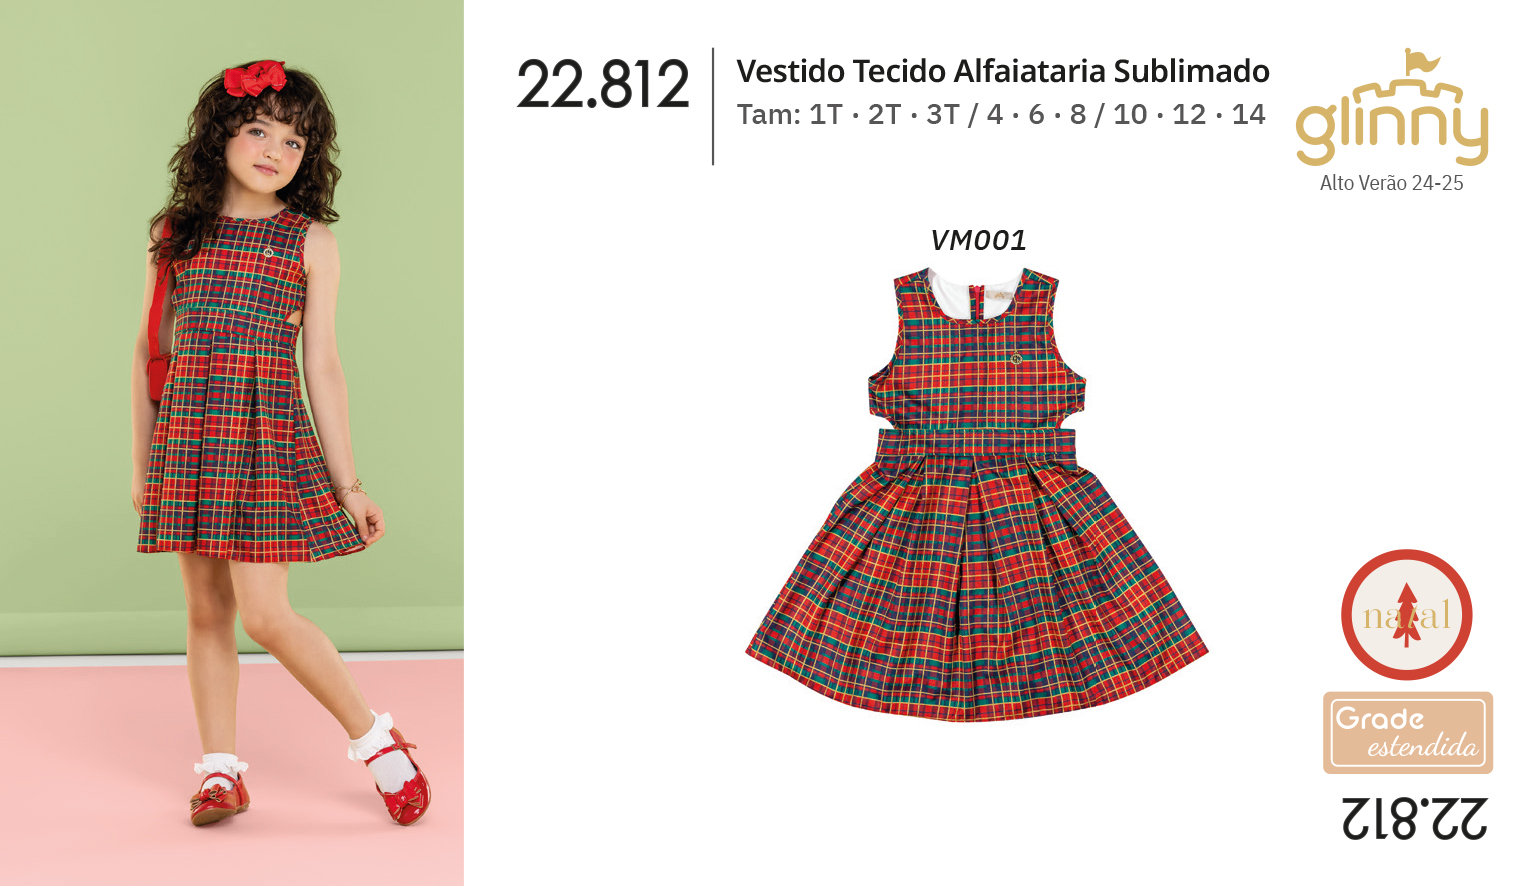 22.812
Vestido Tecido Alfaiataria Sublimado
Tam: 1T · 2T · 3T / 4 · 6 · 8 / 10 · 12 · 14
glinny
Alto Verão 24-25
VM001
natal
Grade
estendida
22.812